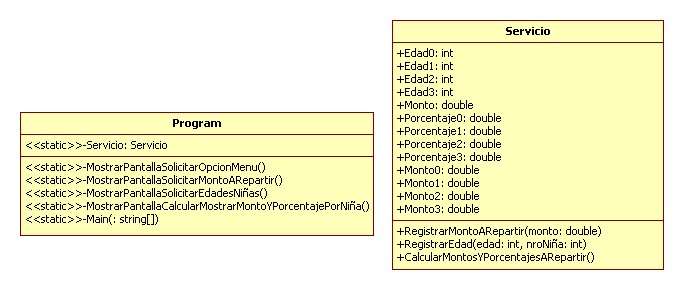 Program
<<static>>-Servicio: Servicio
<<static>>-MostrarPantallaSolicitarOpcionMenu()
<<static>>-MostrarPantallaSolicitarMontoARepartir()
<<static>>-MostrarPantallaSolicitarEdadesNiñas()
<<static>>-MostrarPantallaCalcularMostrarMontoYPorcentajePorNiña()
<<static>>-Main(: string[])
Servicio
+Edad0: int
+Edad1: int
+Edad2: int
+Edad3: int
+Monto: double
+Porcentaje0: double
+Porcentaje1: double
+Porcentaje2: double
+Porcentaje3: double
+Monto0: double
+Monto1: double
+Monto2: double
+Monto3: double
+RegistrarMontoARepartir(monto: double)
+RegistrarEdad(edad: int, nroNiña: int)
+CalcularMontosYPorcentajesARepartir()